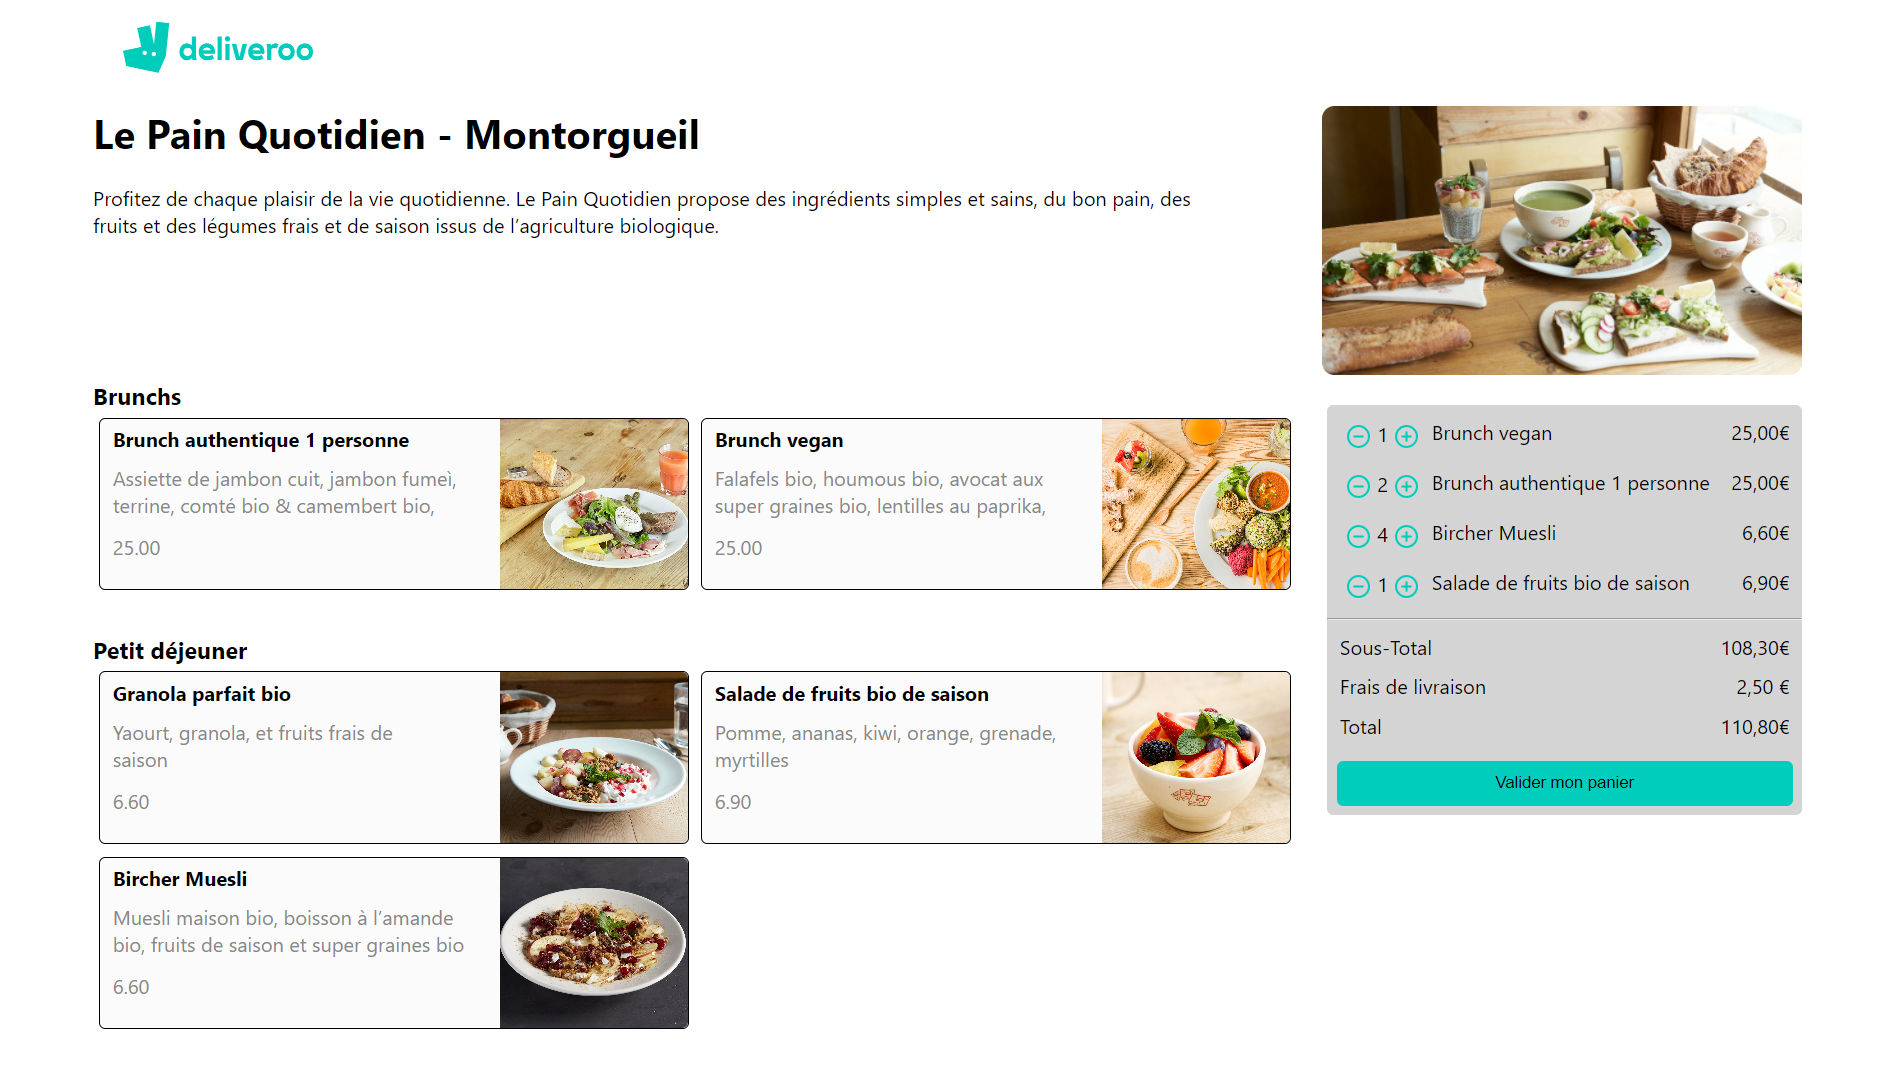 deliveroo
Le Pain Quotidien - Montorgueil
Profitez de chaque plaisir de la vie quotidienne. Le Pain Quotidien propose des ingrédients simples et sains, du bon pain, des
fruits et des légumes frais et de saison issus de l’agriculture biologique.
Brunchs
Brunch authentique 1 personne
Assiette de jambon cuit, jambon fumeì,
terrine, comté bio & camembert bio,
25.00
Brunch vegan
Falafels bio, houmous bio, avocat aux
super graines bio, lentilles au paprika,
25.00
Petit déjeuner
Granola parfait bio
Yaourt, granola, et fruits frais de
saison
6.60
Salade de fruits bio de saison
Pomme, ananas, kiwi, orange, grenade,
myrtilles
6.90
Bircher Muesli
Muesli maison bio, boisson à l’amande
bio, fruits de saison et super graines bio
6.60
1 Brunch vegan 25,00€
2 Brunch authentique 1 personne 25,00€
4 Bircher Muesli 6,60€
1 Salade de fruits bio de saison 6,90€
Sous-Total 108,30€
Frais de livraison 2,50 €
Total 110,80€
Valider mon panier